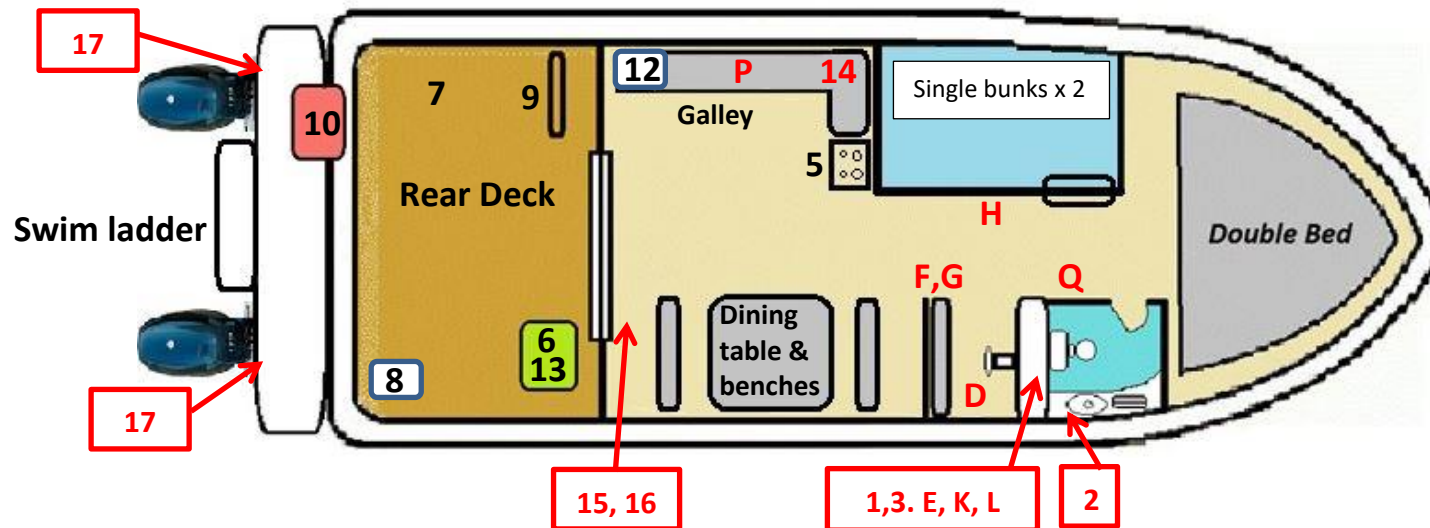 17
12
P
14
Single bunks x 2
7
9
10
Galley
5
Rear Deck
Swim ladder
H
Double Bed
F,G
Q
Dining
table &
benches
6
13
8
D
17
15, 16
1,3. E, K, L
2